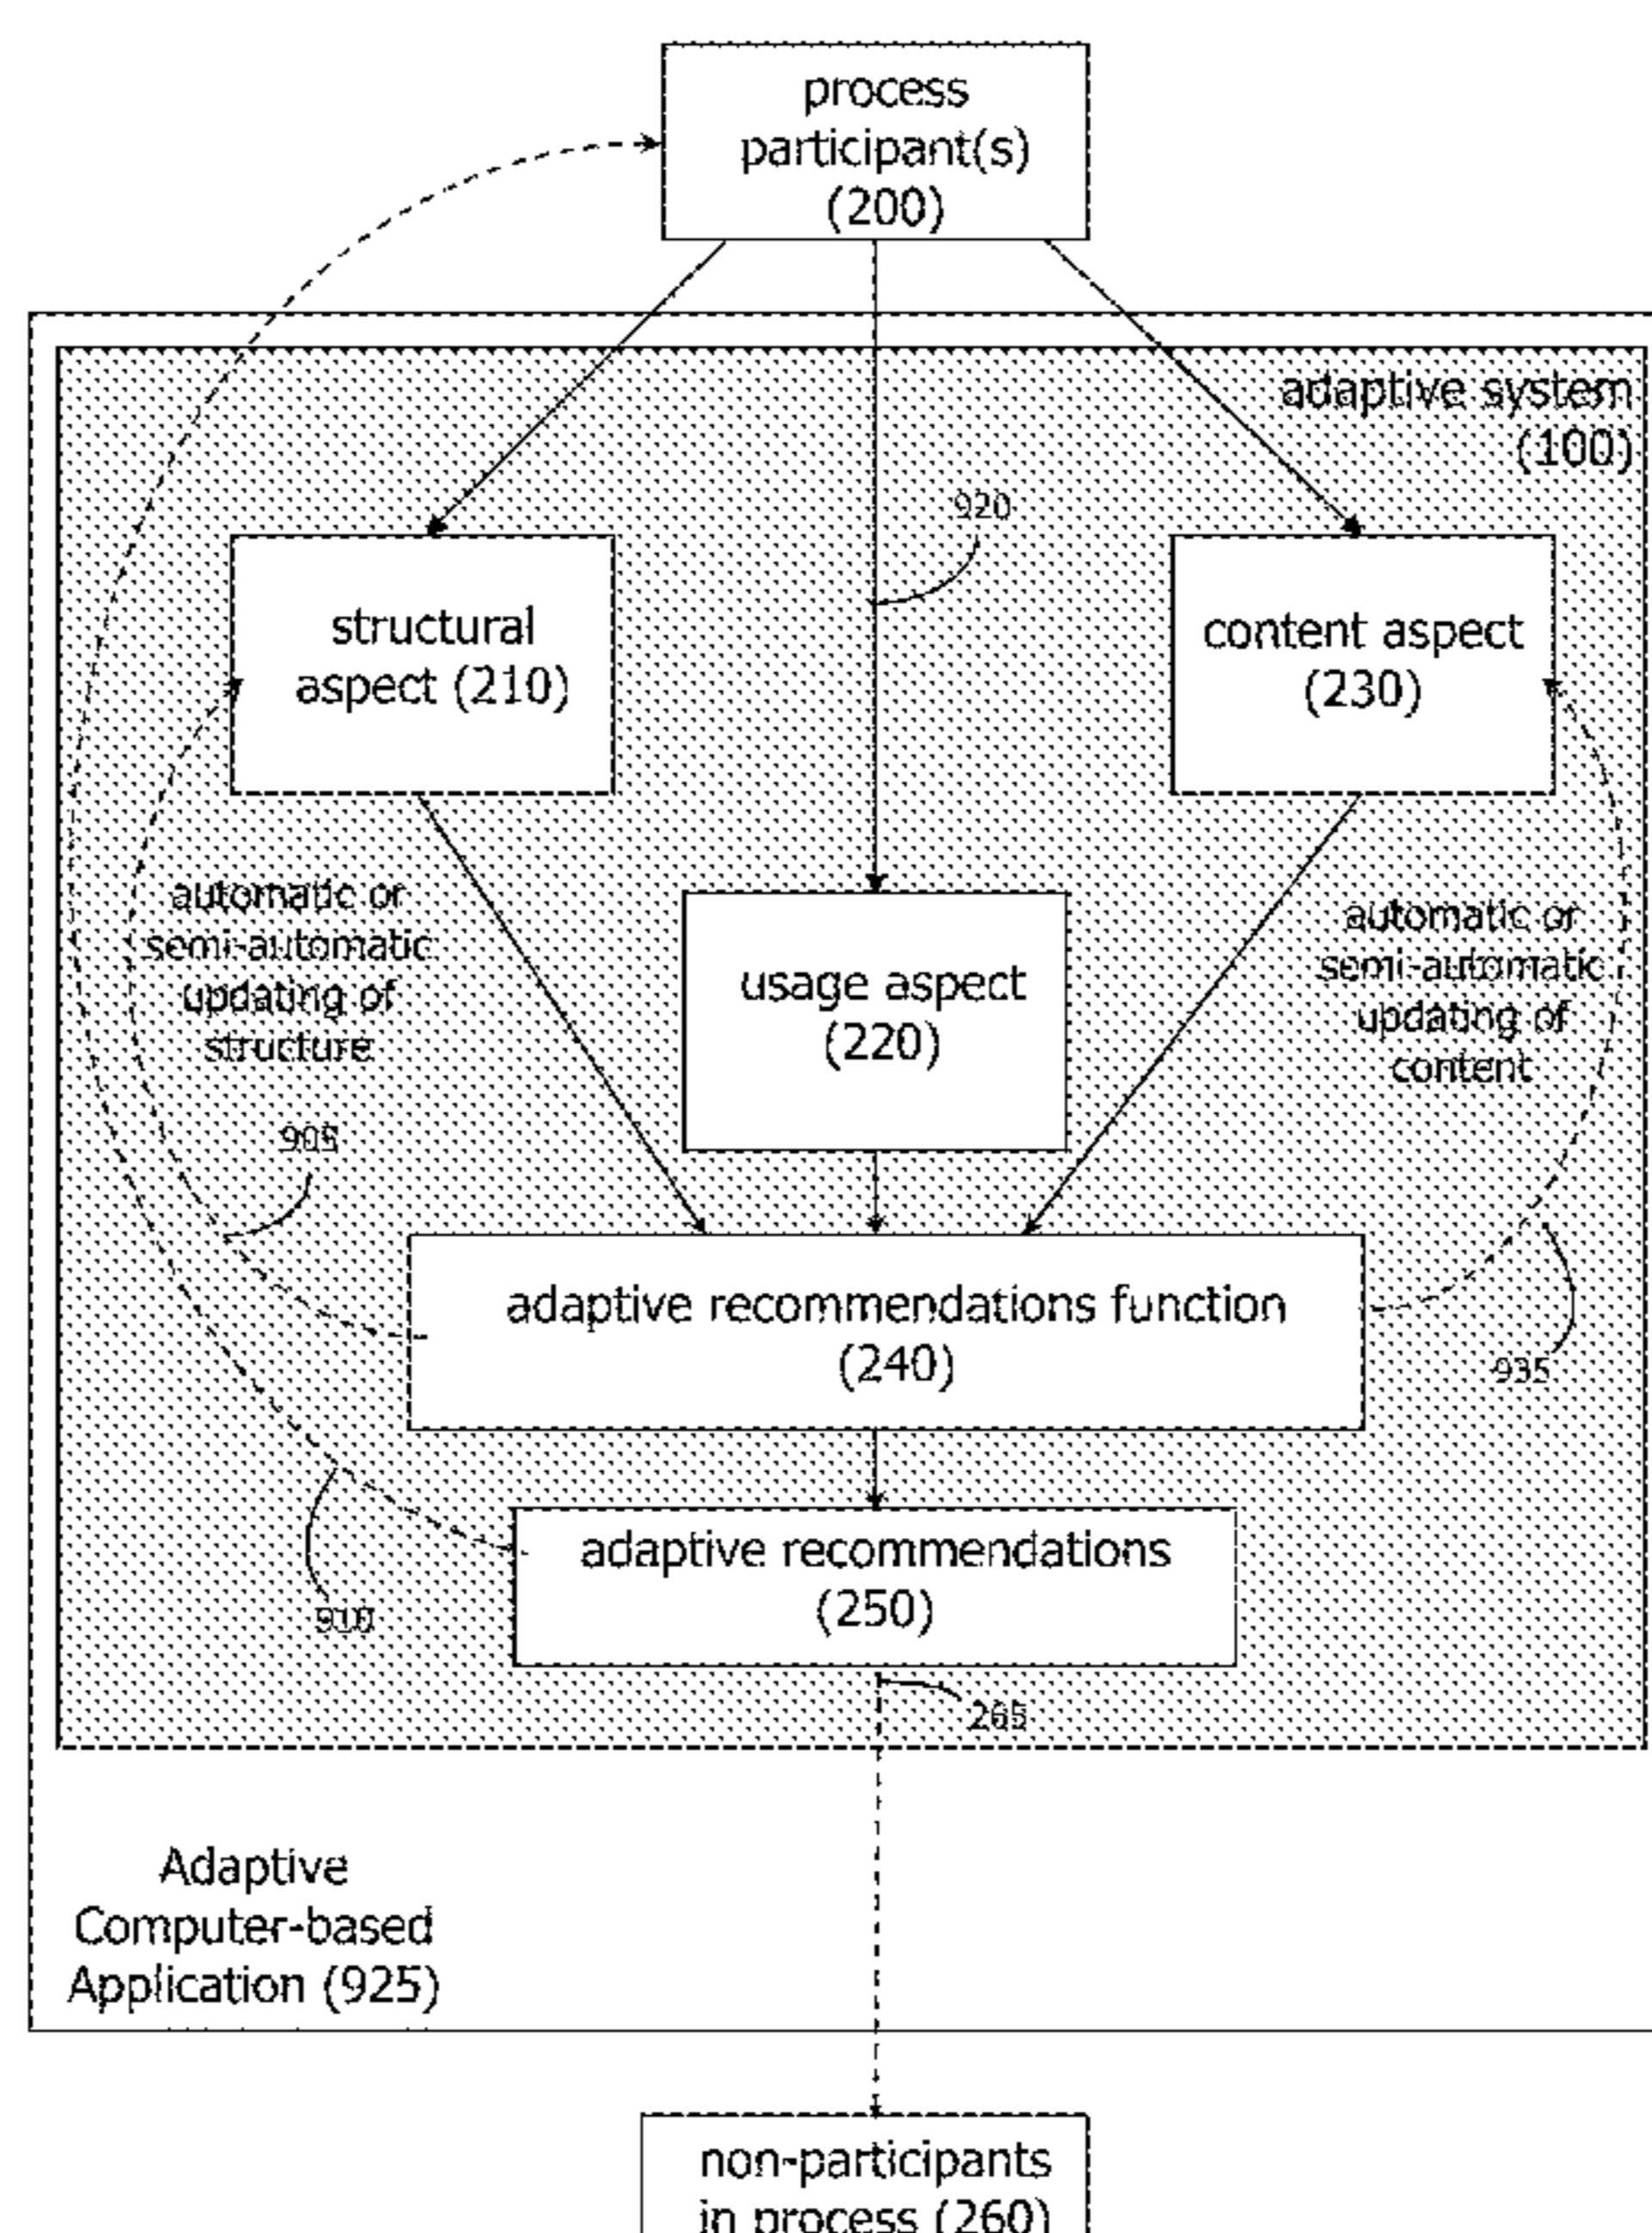 process
participant(s)
(200)
adaptive system
(100)
920
structural
aspect (210)
content aspect
(230)
automatic or
semi-automatic
updating of
structure
usage aspect
(220)
automatic or
semi-automatic
updating of
content
905
adaptive recommendations function
(240)
935
adaptive recommendations
(250)
910
265
Adaptive
Computer-based
Application (925)
non-participants
in process (260)